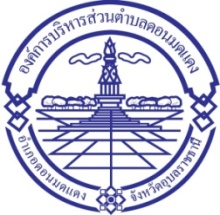 องค์การบริหารส่วนตำบลดอนมดแดง
อำเภอดอนมดแดง
จังหวัดอุบลราชธานี